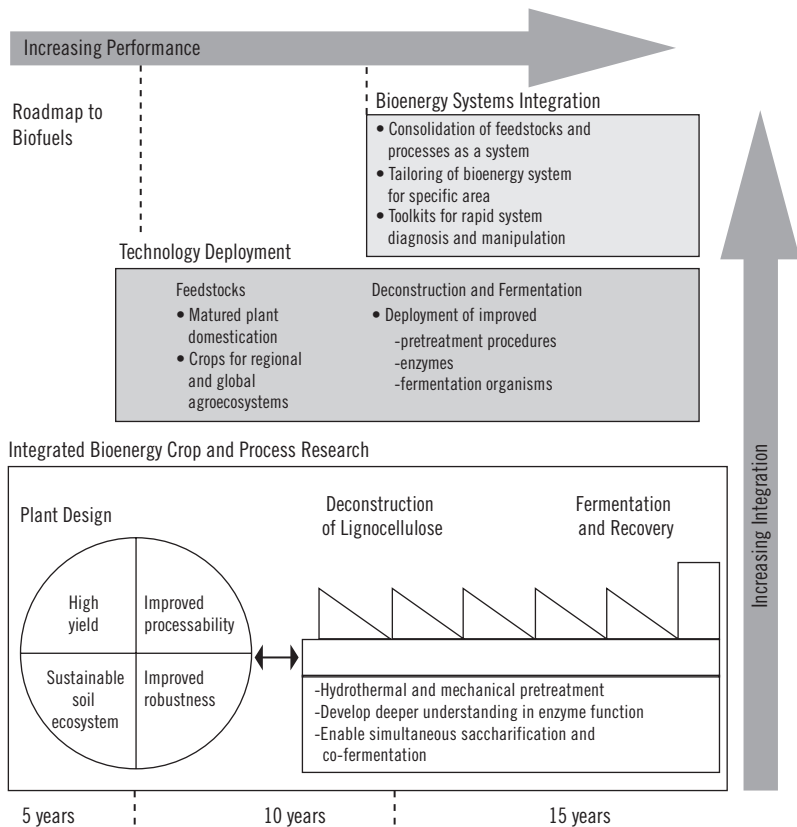 Increasing Performance
Roadmap to
Biofuels
Bioenergy Systems Integration
• Consolidation of feedstocks and
processes as a system
• Tailoring of bioenergy system
for specific area
• Toolkits for rapid system
diagnosis and manipulation
Technology Deployment
Feedstocks
• Matured plant
domestication
• Crops for regional
and global
agroecosystems
Deconstruction and Fermentation
• Deployment of improved
-pretreatment procedures
-enzymes
-fermentation organisms
Increasing Integration
Integrated Bioenergy Crop and Process Research
Plant Design
High
yield
Improved
processability
Sustainable
soil
ecosystem
Improved
robustness
Deconstruction
of Lignocellulose
Fermentation
and Recovery
-Hydrothermal and mechanical pretreatment
-Develop deeper understanding in enzyme function
-Enable simultaneous saccharification and
co-fermentation
5 years
10 years
15 years